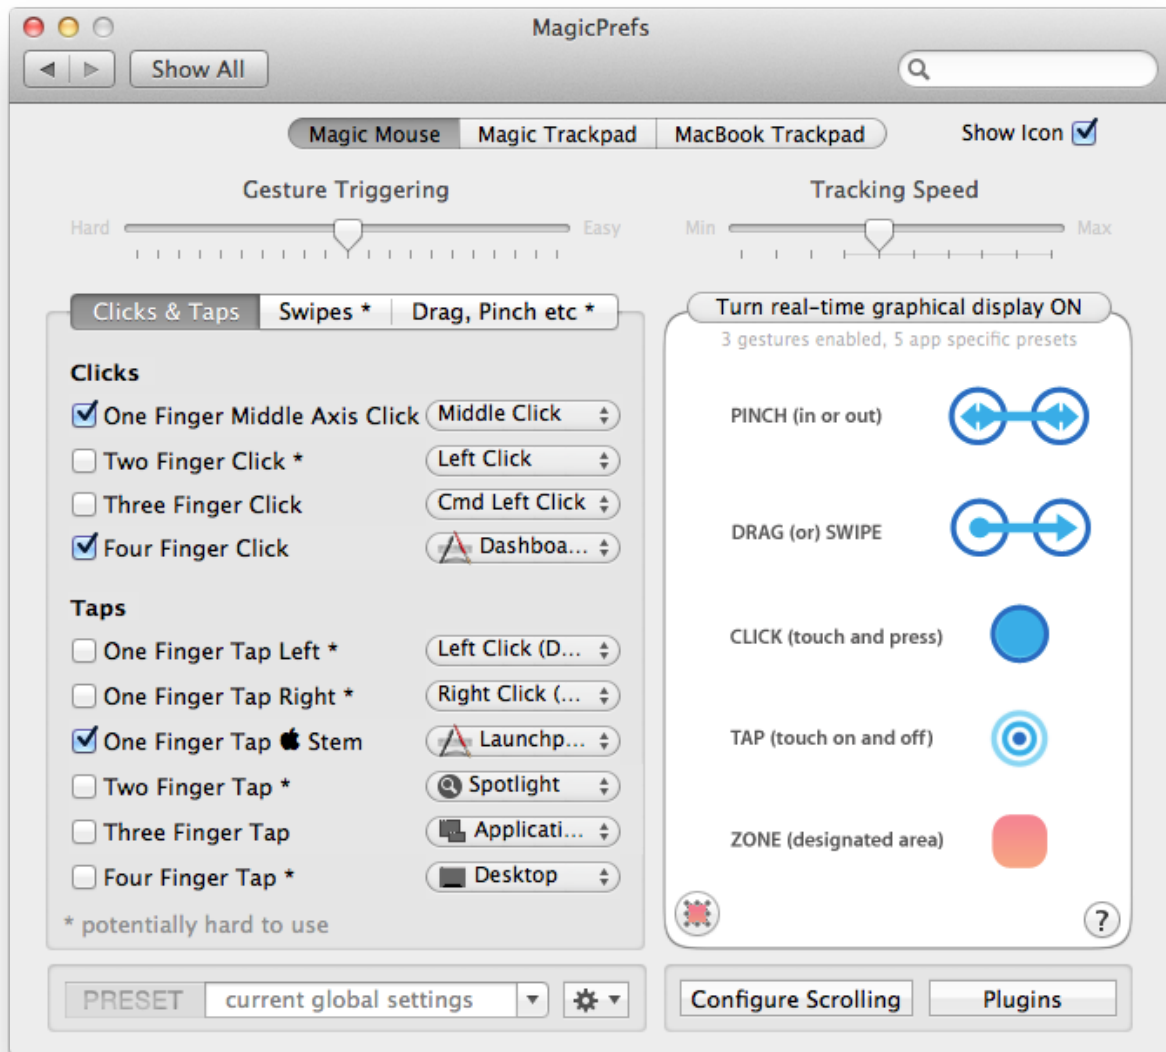 MagicPrefs
Show All
Magic Mouse Magic Trackpad MacBook Trackpad Show Icon
Gesture Triggering
Hard Easy
Tracking Speed
Min Max
Clicks & Taps Swipes * Drag, Pinch etc *
Clicks
One Finger Middle Axis Click Middle Click
Two Finger Click * Left Click
Three Finger Click Cmd Left Click
Four Finger Click Dashboa...
Taps
One Finger Tap Left * Left Click (D...
One Finger Tap Right * Right Click (...
One Finger Tap Stem Launchp...
Two Finger Tap * Spotlight
Three Finger Tap Applicati...
Four Finger Tap * Desktop
* potentially hard to use
PRESET current global settings
Turn real-time graphical display ON
3 gestures enabled, 5 app specific presets
PINCH (in or out)
DRAG (or) SWIPE
CLICK (touch and press)
TAP (touch on and off)
ZONE (designated area)
?
Configure Scrolling Plugins